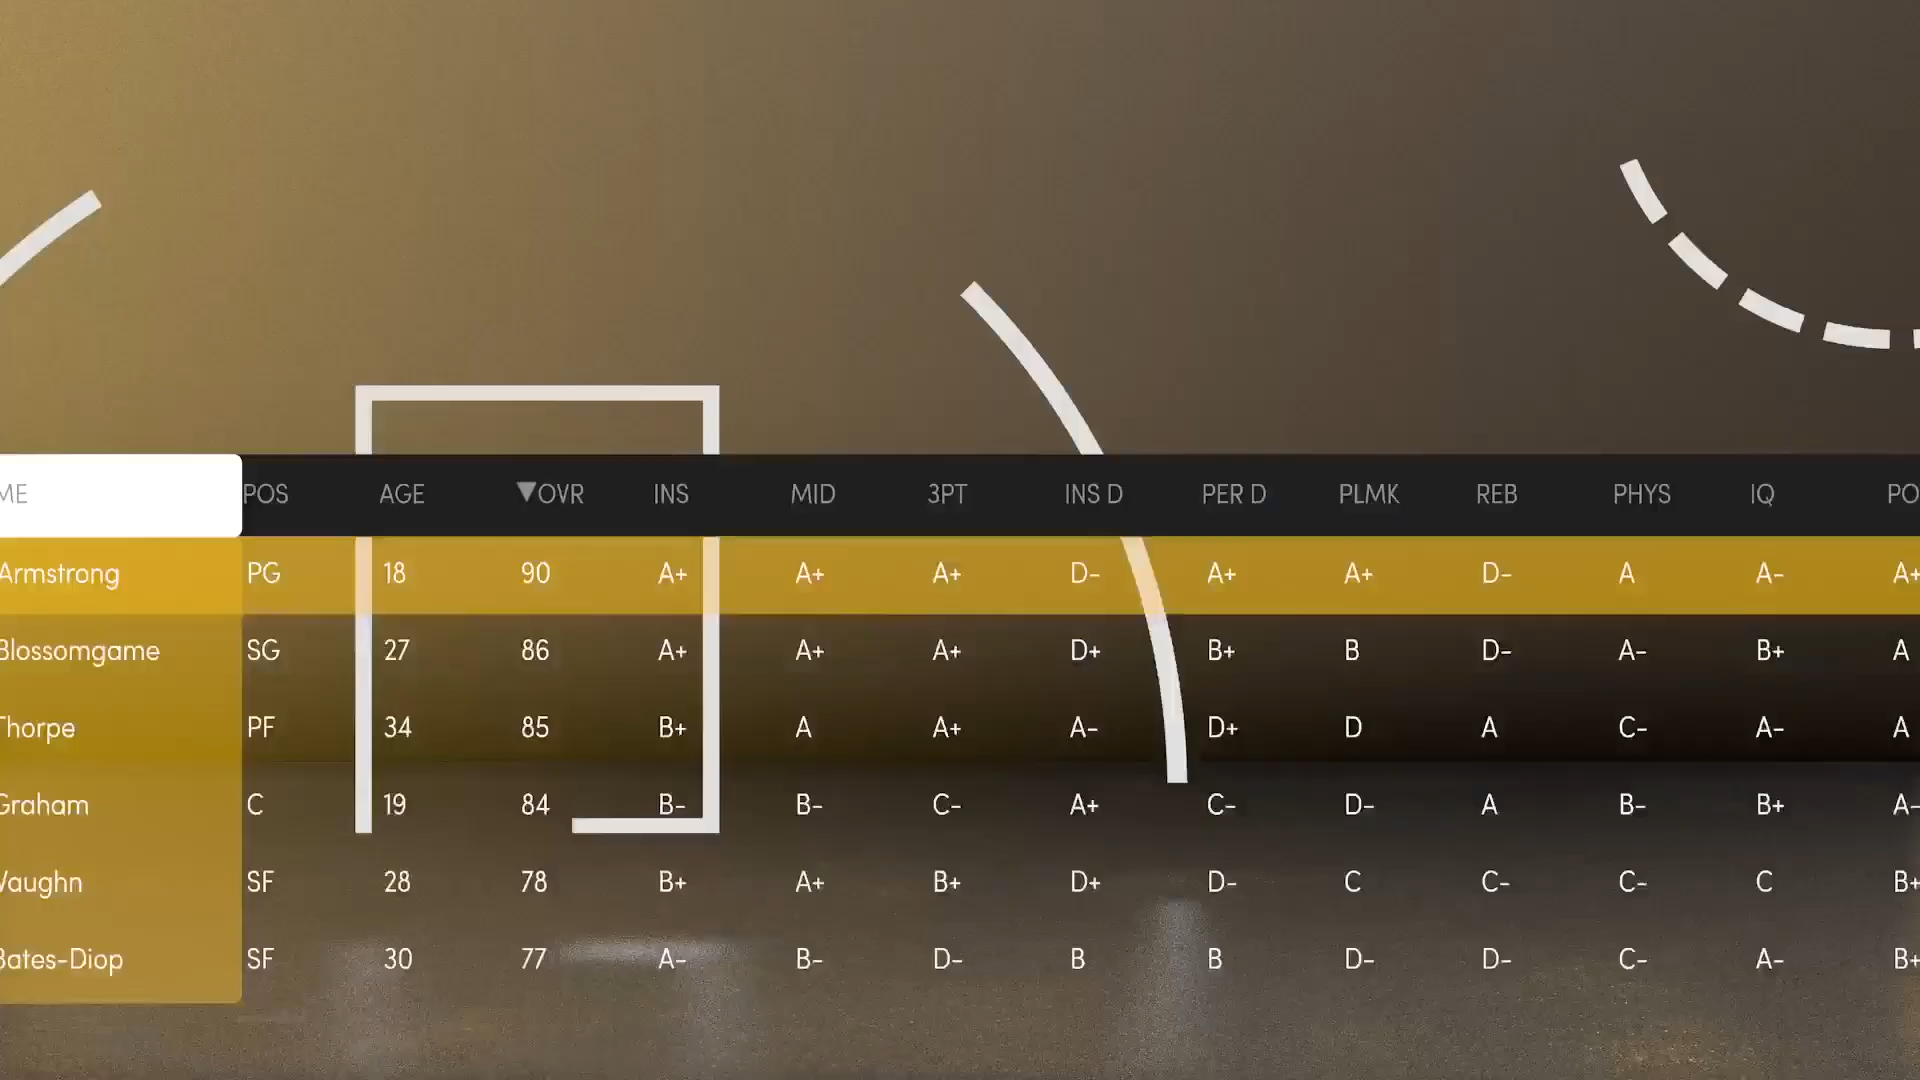 ME POS AGE ▼OVR INS MID 3PT INS D PER D PLMK REB PHYS IQ PO
Armstrong PG 18 90 A+ A+ A+ D- A+ A+ D- A A- A+
Blossomgame SG 27 86 A+ A+ A+ D+ B+ B D- A- B+ A
Thorpe PF 34 85 B+ A A+ A- D+ D A C- A- A
Graham C 19 84 B- B- C- A+ C- D- A B- B+ A-
Vaughn SF 28 78 B+ A+ B+ D+ D- C C- C- C B+
Bates-Diop SF 30 77 A- B- D- B B D- D- C- A- B+